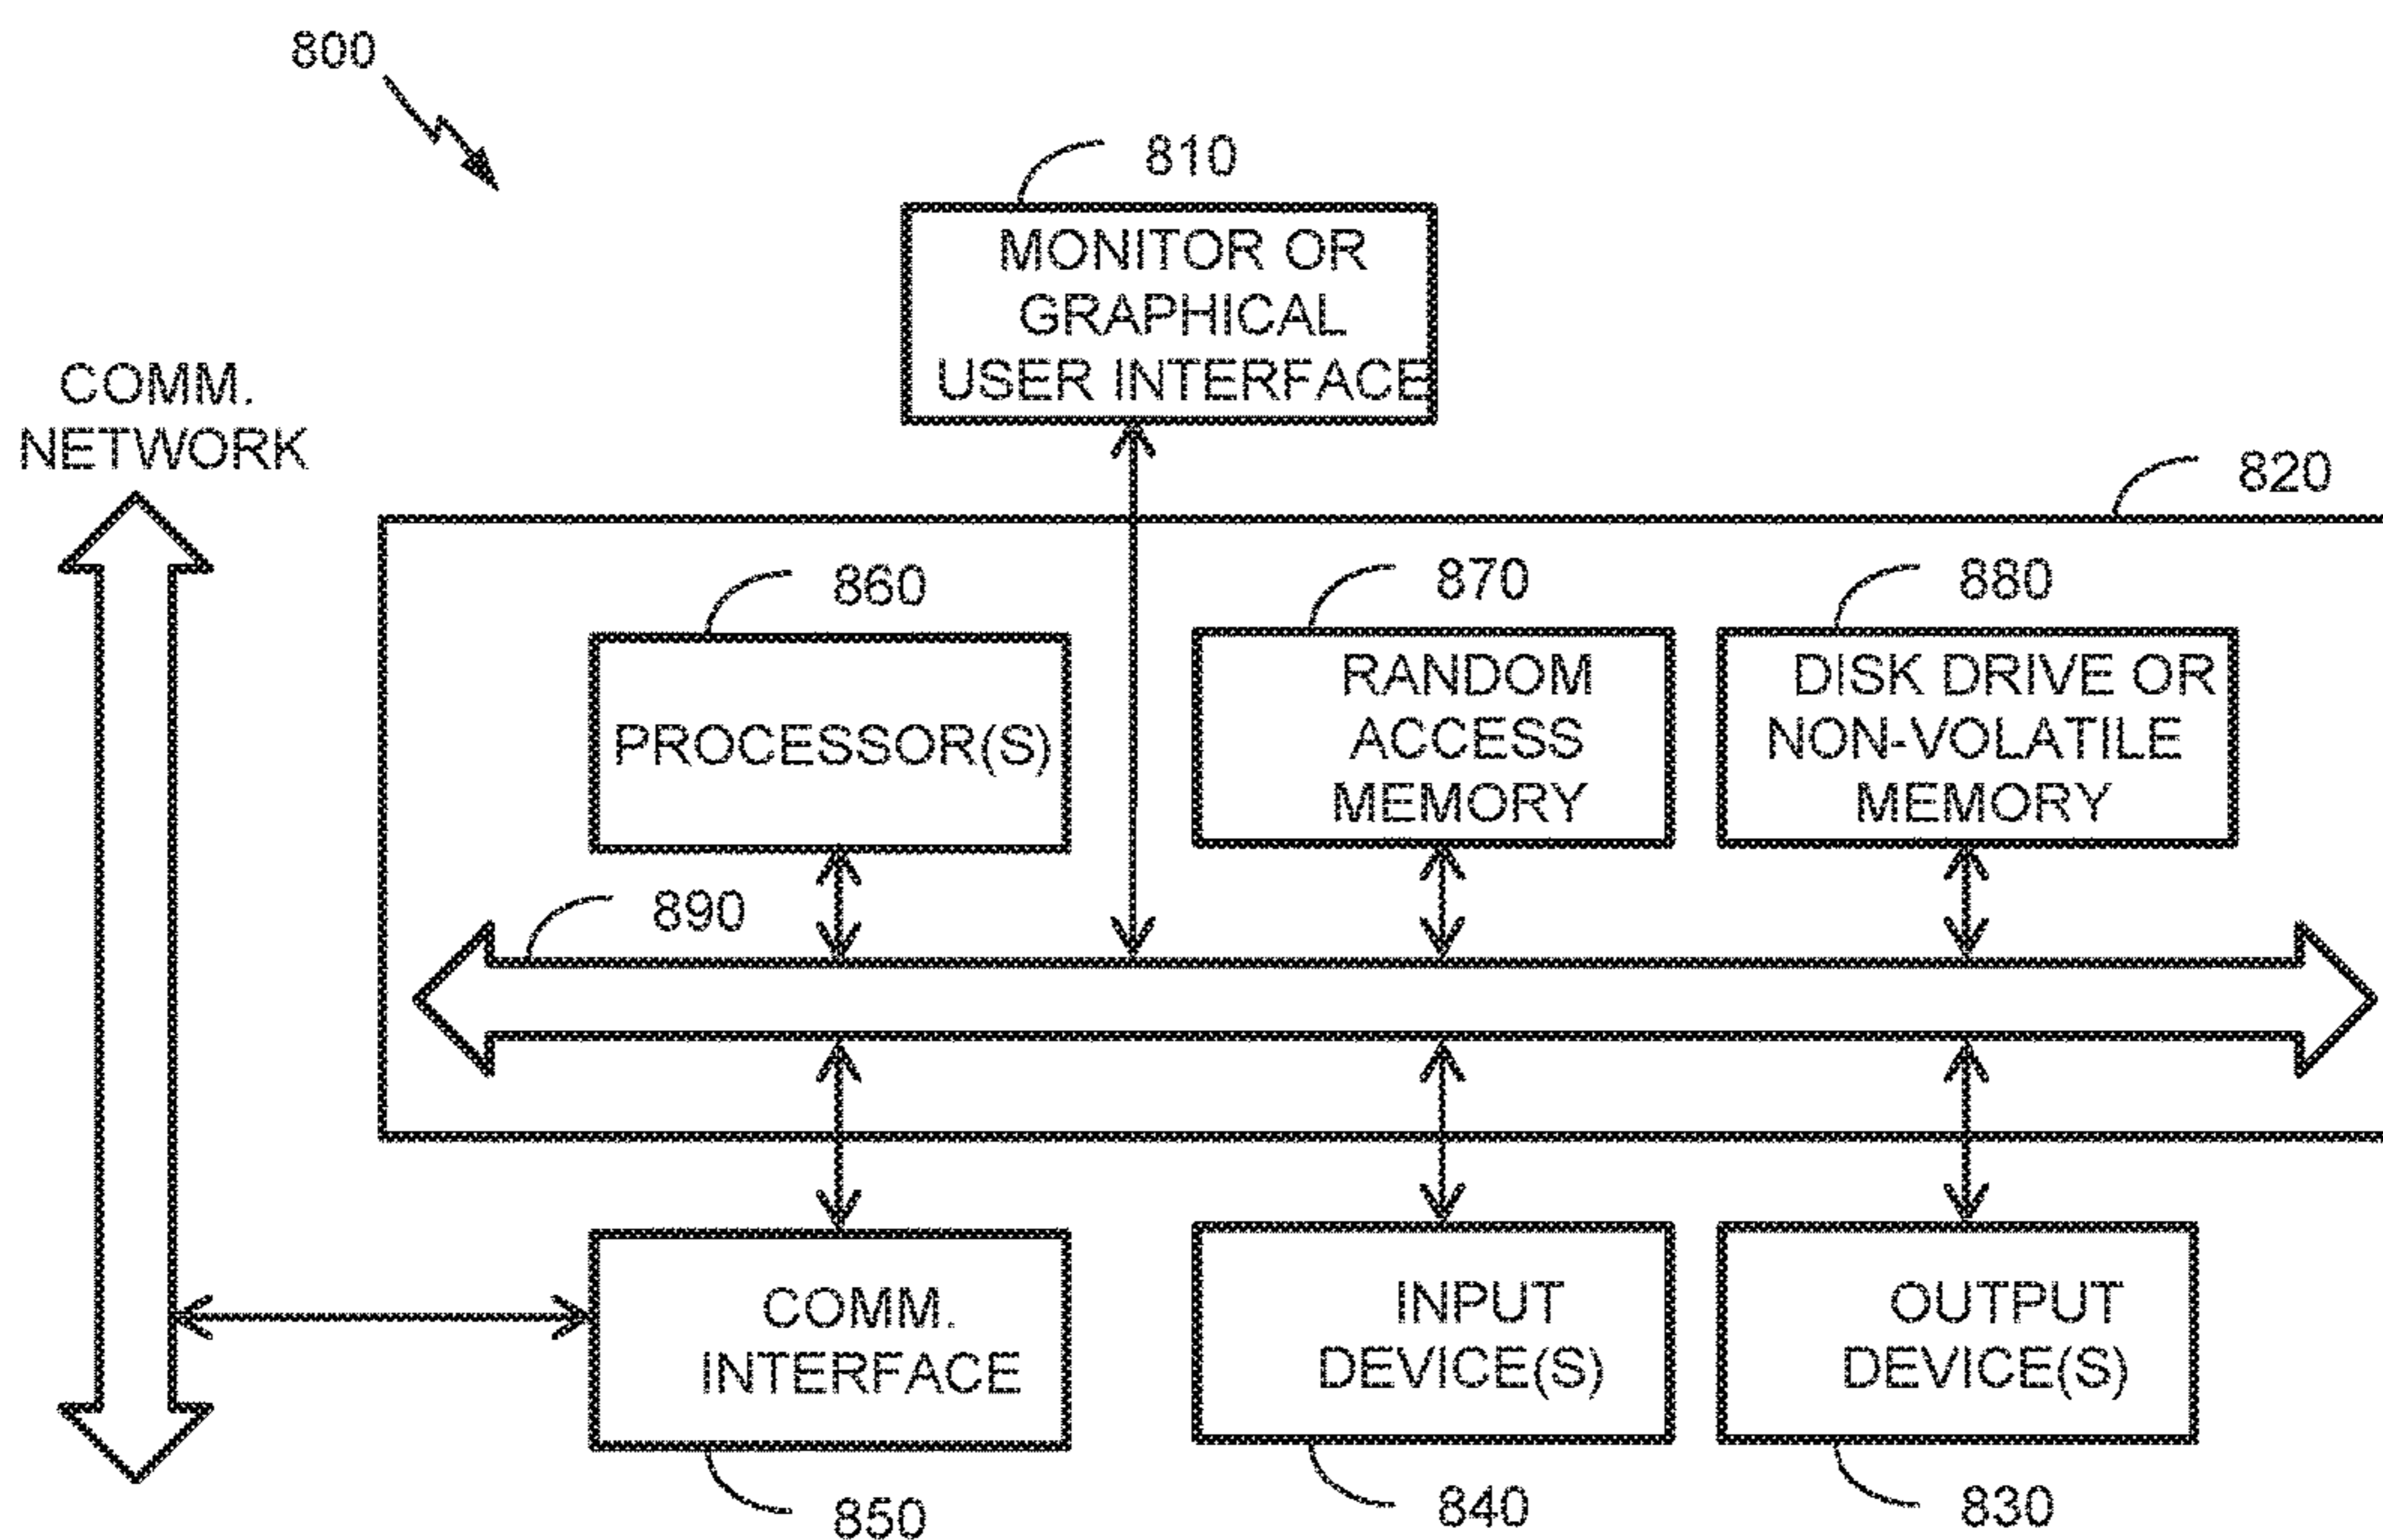 800
810
MONITOR OR
GRAPHICAL
USER INTERFACE
COMM.
NETWORK
820
860
870
880
PROCESSOR(S)
RANDOM
ACCESS
MEMORY
DISK DRIVE OR
NON-VOLATILE
MEMORY
890
COMM.
INTERFACE
INPUT
DEVICE(S)
OUTPUT
DEVICE(S)
850
840
830